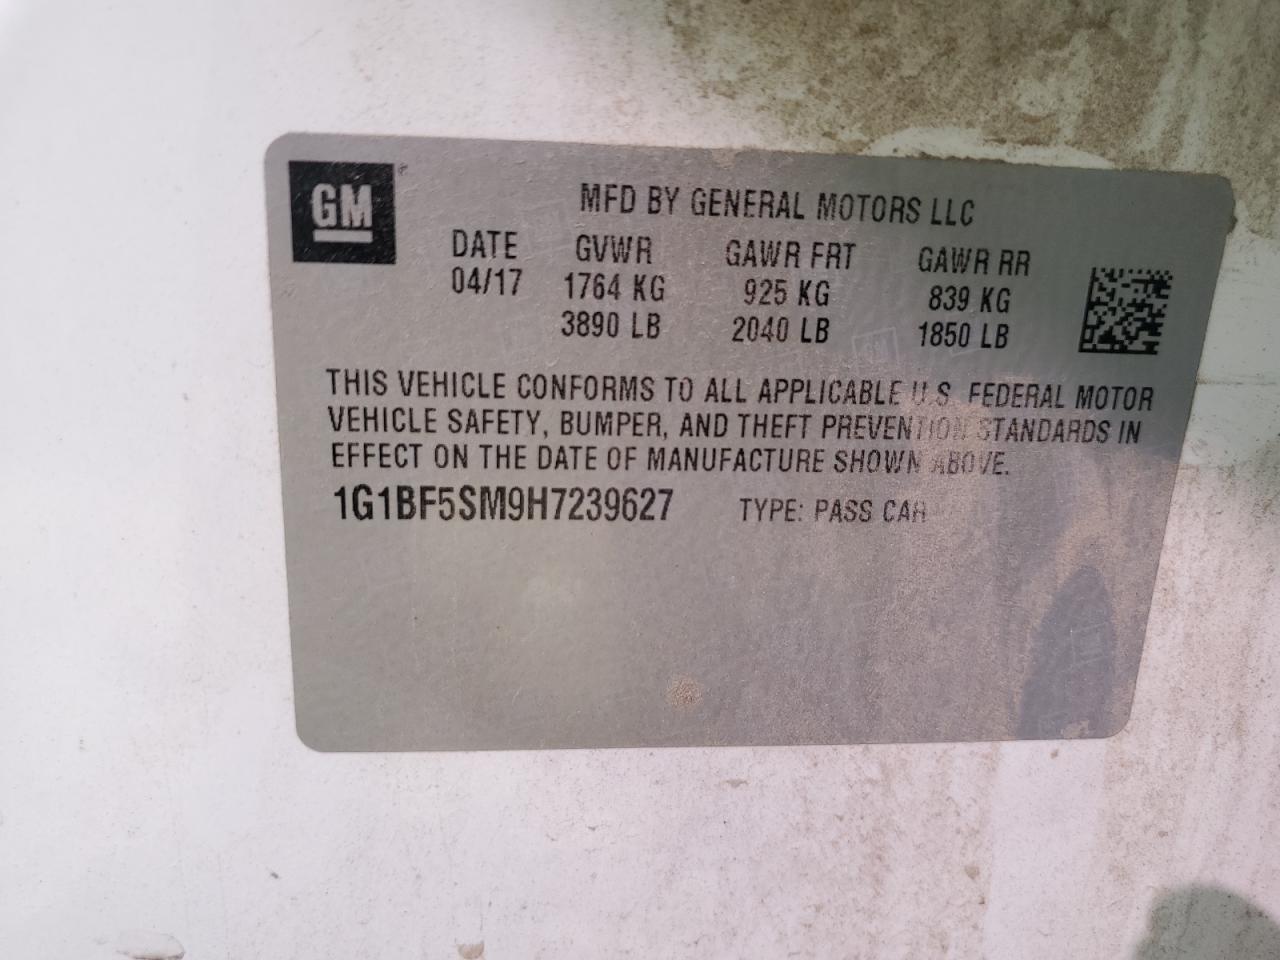 GM
MFD BY GENERAL MOTORS LLC
DATE GVWR GAWR FRT GAWR RR
04/17 1764 KG 925 KG 839 KG
3890 LB 2040 LB 1850 LB
THIS VEHICLE CONFORMS TO ALL APPLICABLE U.S. FEDERAL MOTOR
VEHICLE SAFETY, BUMPER, AND THEFT PREVENTION STANDARDS IN
EFFECT ON THE DATE OF MANUFACTURE SHOWN ABOVE.
1G1BF5SM9H7239627 TYPE: PASS CAR